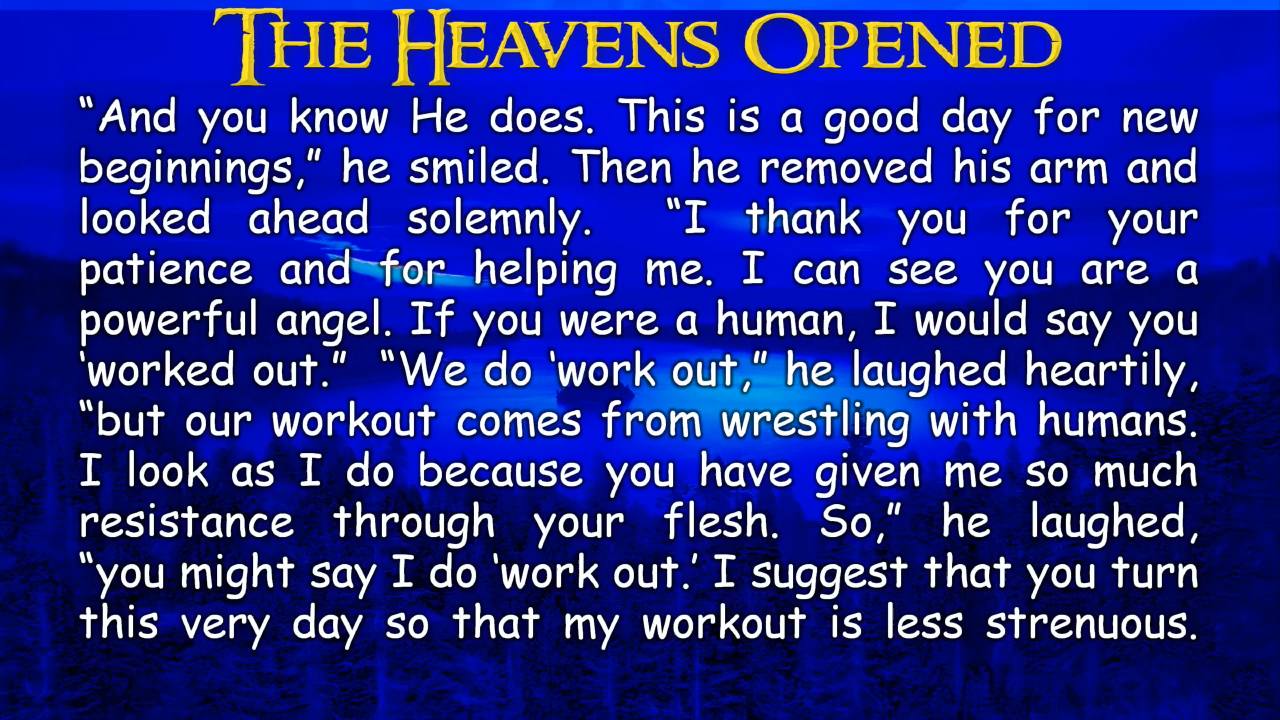 THE HEAVENS OPENED
“And you know He does. This is a good day for new
beginnings,” he smiled. Then he removed his arm and
looked ahead solemnly. “I thank you for your
patience and for helping me. I can see you are a
powerful angel. If you were a human, I would say you
‘worked out.” “We do ‘work out,” he laughed heartily,
“but our workout comes from wrestling with humans.
I look as I do because you have given me so much
resistance through your flesh. So,” he laughed,
“you might say I do ‘work out.’ I suggest that you turn
this very day so that my workout is less strenuous.